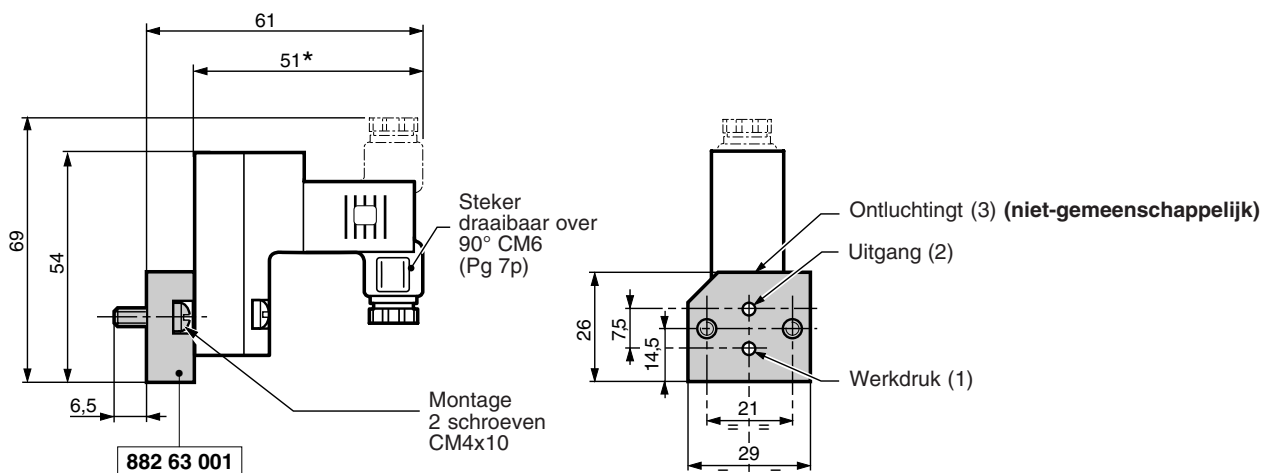 61
51*
69
54
6,5
Steker
draaibaar over
90° CM6
(Pg 7p)
Montage
2 schroeven
CM4x10
882 63 001
Ontluchtingt (3) (niet-gemeenschappelijk)
Uitgang (2)
Werkdruk (1)
26
7,5
14,5
21
= =
29
= =